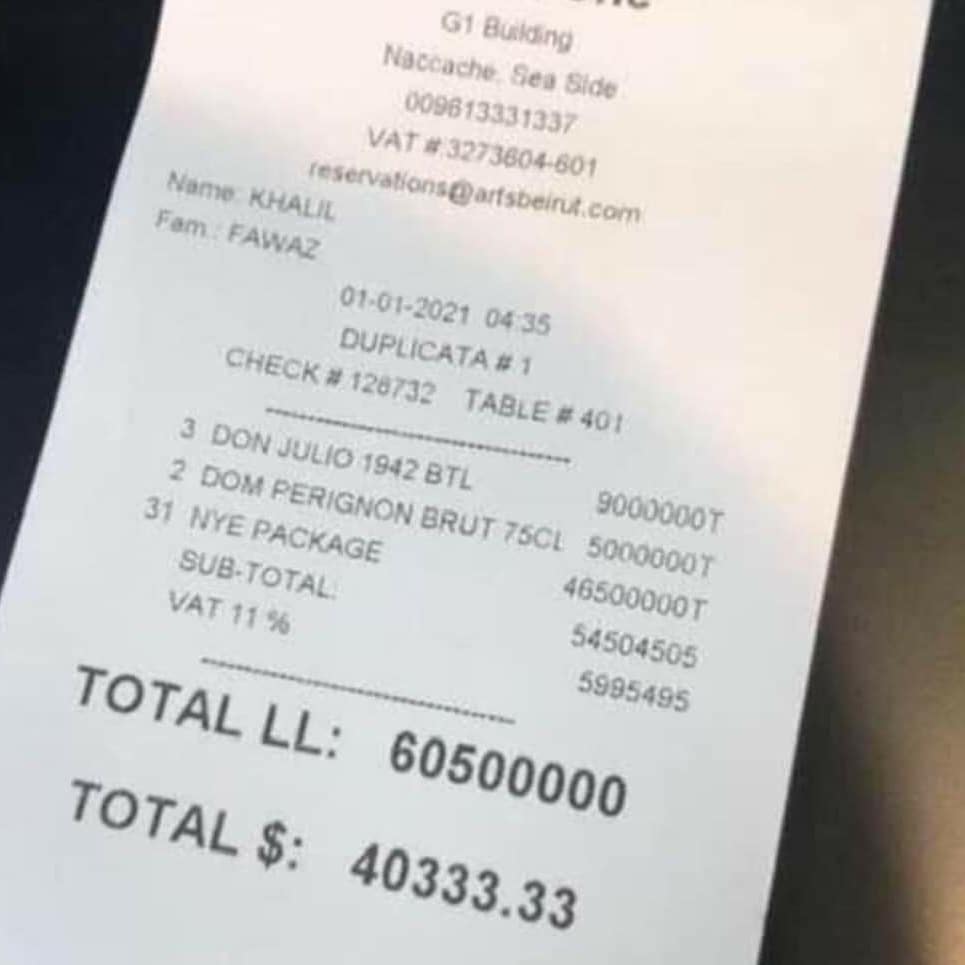 G1 Building
Naccache, Sea Side
009613331337
VAT # 3273604-601
reservations@artsbeirut.com
Name: KHALIL
Fam.: FAWAZ
01-01-2021 04:35
DUPLICATA # 1
CHECK # 128732 TABLE # 401
3 DON JULIO 1942 BTL 9000000T
2 DOM PERIGNON BRUT 75CL 5000000T
31 NYE PACKAGE 46500000T
SUB-TOTAL: 54504505
VAT 11 % 5995495
TOTAL LL: 60500000
TOTAL $: 40333.33